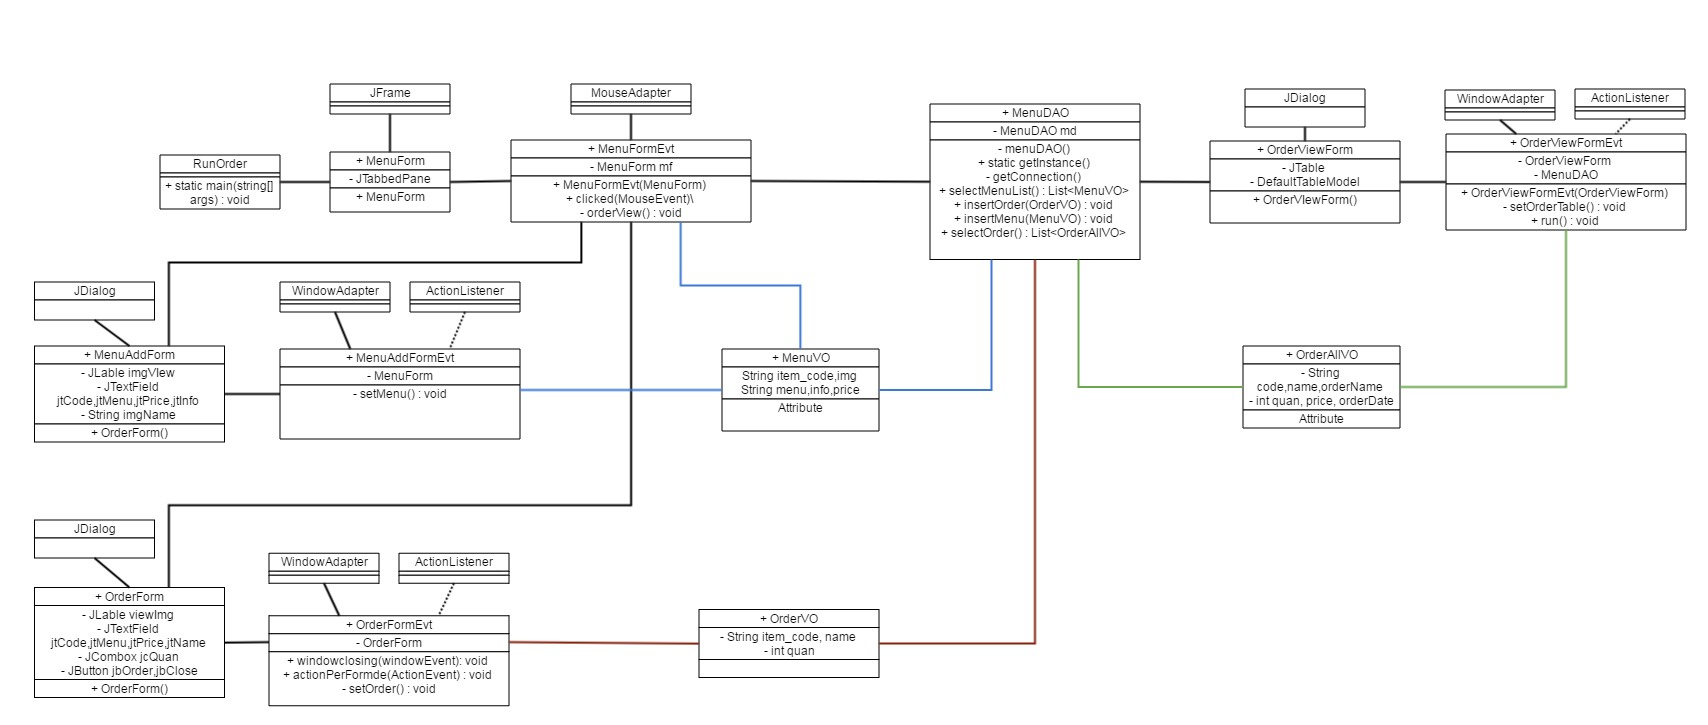 JFrame
MouseAdapter
JDialog
WindowAdapter
ActionListener
RunOrder
+ static main(string[]
args) : void
+ MenuForm
- JTabbedPane
+ MenuForm
+ MenuFormEvt
- MenuForm mf
+ MenuFormEvt(MenuForm)
+ clicked(MouseEvent)\
- orderView() : void
+ MenuDAO
- MenuDAO md
- menuDAO()
+ static getInstance()
- getConnection()
+ selectMenuList() : List<MenuVO>
+ insertOrder(OrderVO) : void
+ insertMenu(MenuVO) : void
+ selectOrder() : List<OrderAllVO>
+ OrderViewForm
- JTable
- DefaultTableModel
+ OrderVIewForm()
+ OrderViewFormEvt
- OrderViewForm
- MenuDAO
+ OrderViewFormEvt(OrderViewForm)
- setOrderTable() : void
+ run() : void
JDialog
WindowAdapter
ActionListener
+ MenuAddForm
- JLable imgVIew
- JTextField
jtCode,jtMenu,jtPrice,jtInfo
- String imgName
+ OrderForm()
+ MenuAddFormEvt
- MenuForm
- setMenu() : void
+ MenuVO
String item_code,img
String menu,info,price
Attribute
+ OrderAllVO
- String
code,name,orderName
- int quan, price, orderDate
Attribute
JDialog
WindowAdapter
ActionListener
+ OrderForm
- JLable viewImg
- JTextField
jtCode,jtMenu,jtPrice,jtName
- JCombox jcQuan
- JButton jbOrder,jbClose
+ OrderForm()
+ OrderFormEvt
- OrderForm
+ windowclosing(windowEvent): void
+ actionPerFormde(ActionEvent) : void
- setOrder() : void
+ OrderVO
- String item_code, name
- int quan